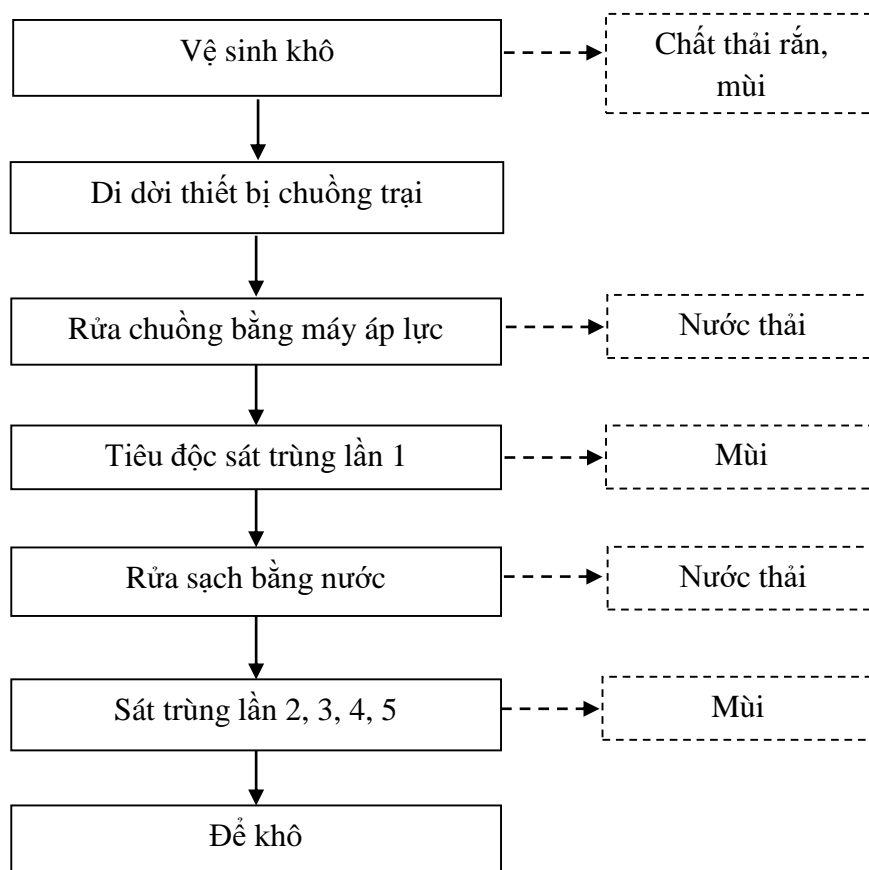 Vệ sinh khô
Chất thải rắn,
mùi
Di dời thiết bị chuồng trại
Rửa chuồng bằng máy áp lực
Nước thải
Tiêu độc sát trùng lần 1
Mùi
Rửa sạch bằng nước
Nước thải
Sát trùng lần 2, 3, 4, 5
Mùi
Để khô